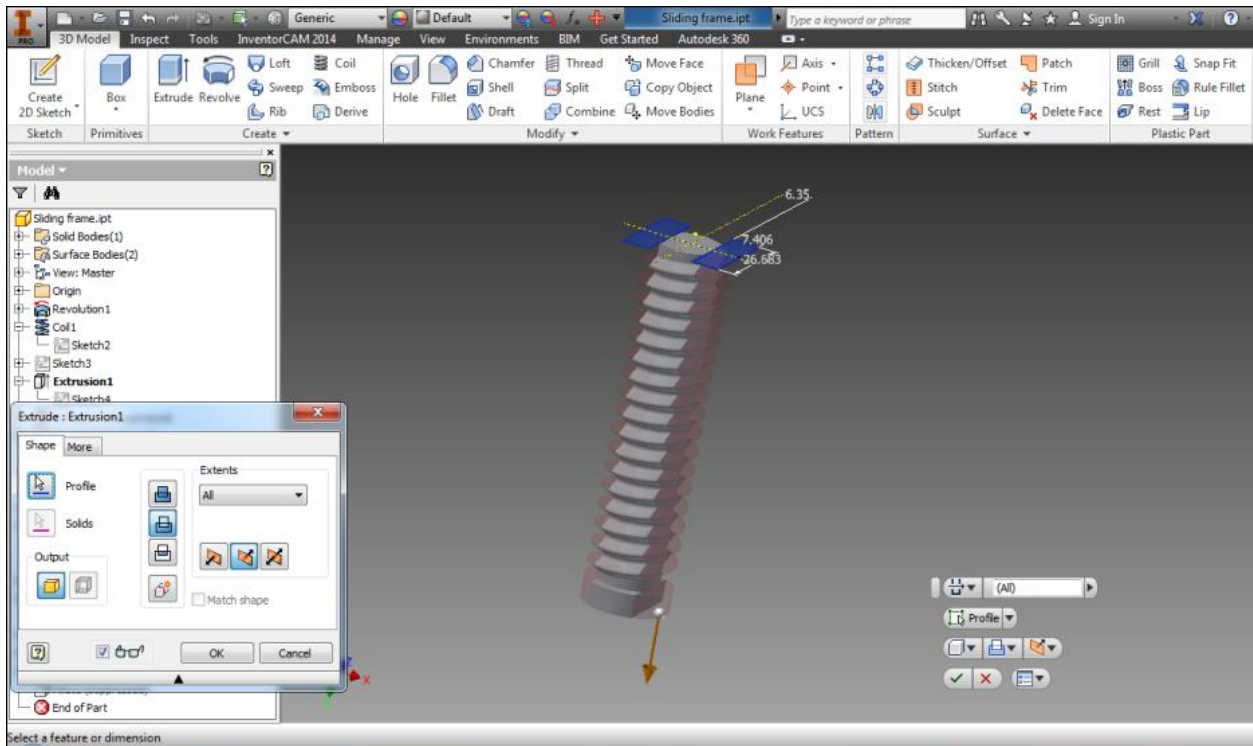 Generic Default Sliding frame.ipt Type a keyword or phrase Sign In
PRO 3D Model Inspect Tools InventorCAM 2014 Manage View Environments BIM Get Started Autodesk 360
Loft Coil Chamfer Thread Move Face Axis Thicken/Offset Patch Grill Snap Fit
Sweep Emboss Shell Split Copy Object Point Stitch Trim Boss Rule Fillet
Create 2D Sketch Box Extrude Revolve Hole Fillet Plane
Rib Derive Draft Combine Move Bodies UCS Sculpt Delete Face Rest Lip
Sketch Primitives Create Modify Work Features Pattern Surface Plastic Part
Model
Sliding frame.ipt
Solid Bodies(1)
Surface Bodies(2)
View: Master
Origin
Revolution1
Coil1
Sketch2
Sketch3
Extrusion1
Sketch4
Extrude : Extrusion1
Shape More
Profile
Solids
Output
Extents
All
Match shape
OK Cancel
End of Part
Select a feature or dimension
6.35
7.406
26.683
Z
X
(All)
Profile